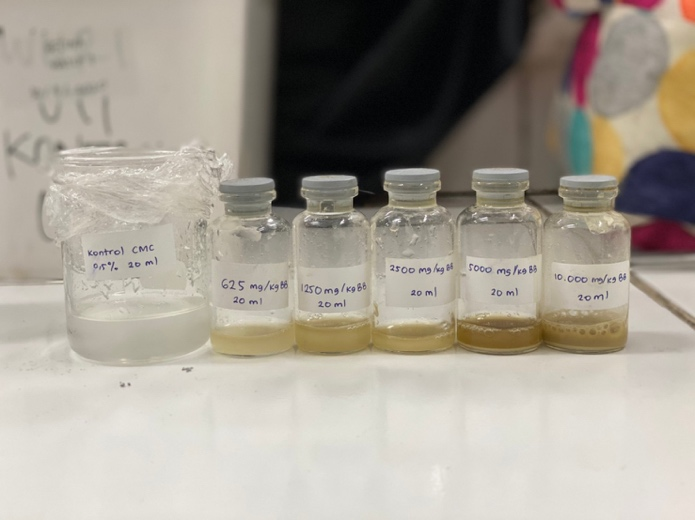 Kontrol CMC
0,5% 20 ml
625 mg/kg BB
20 ml
1250 mg/kg BB
20 ml
2500 mg/kg BB
20 ml
5000 mg/kg BB
20 ml
10.000 mg/kg BB
20 ml